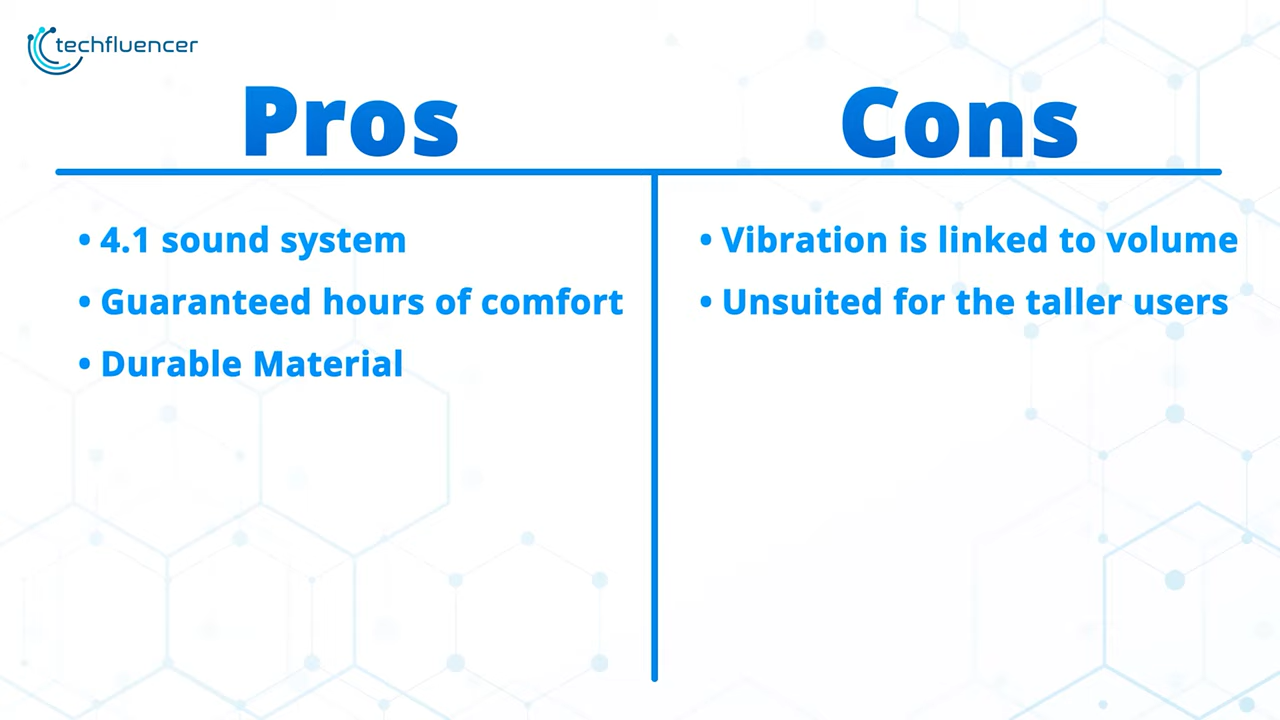 techfluencer
Pros
Cons
• 4.1 sound system
• Guaranteed hours of comfort
• Durable Material
• Vibration is linked to volume
• Unsuited for the taller users